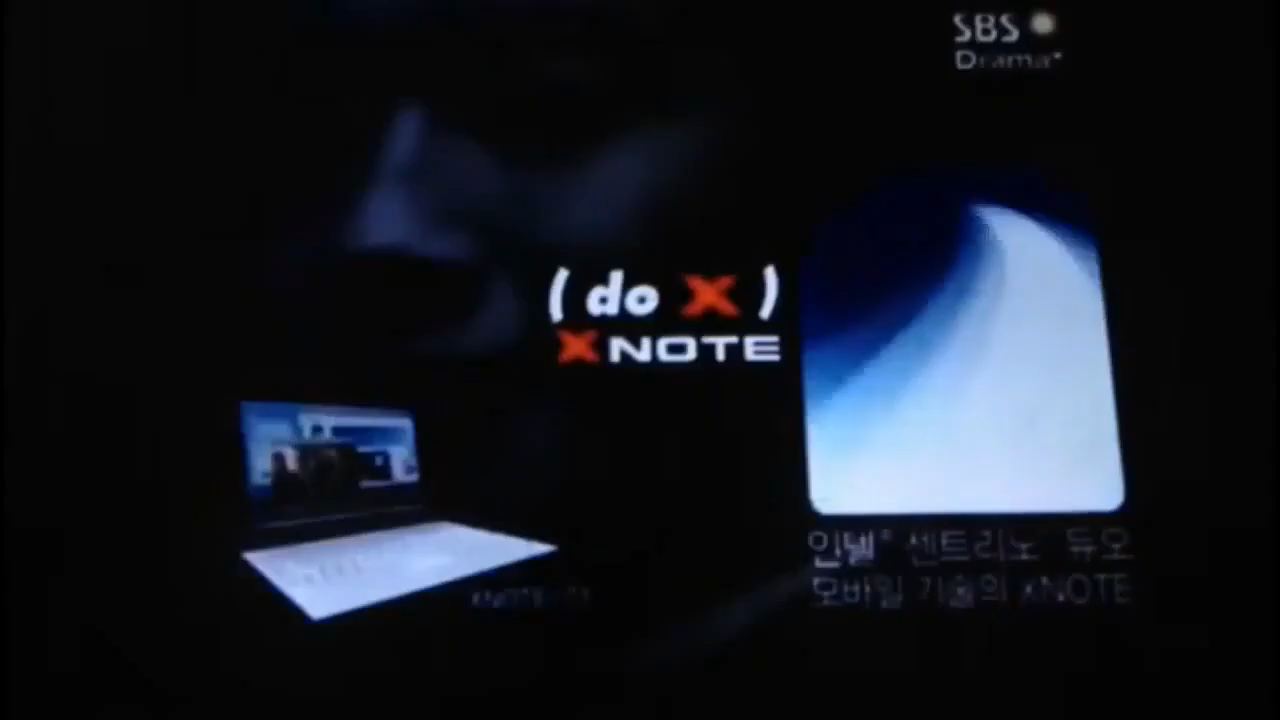 SBS
Drama+
( do X )
XNOTE
인텔® 센트리노® 듀오
모바일 기술의 XNOTE